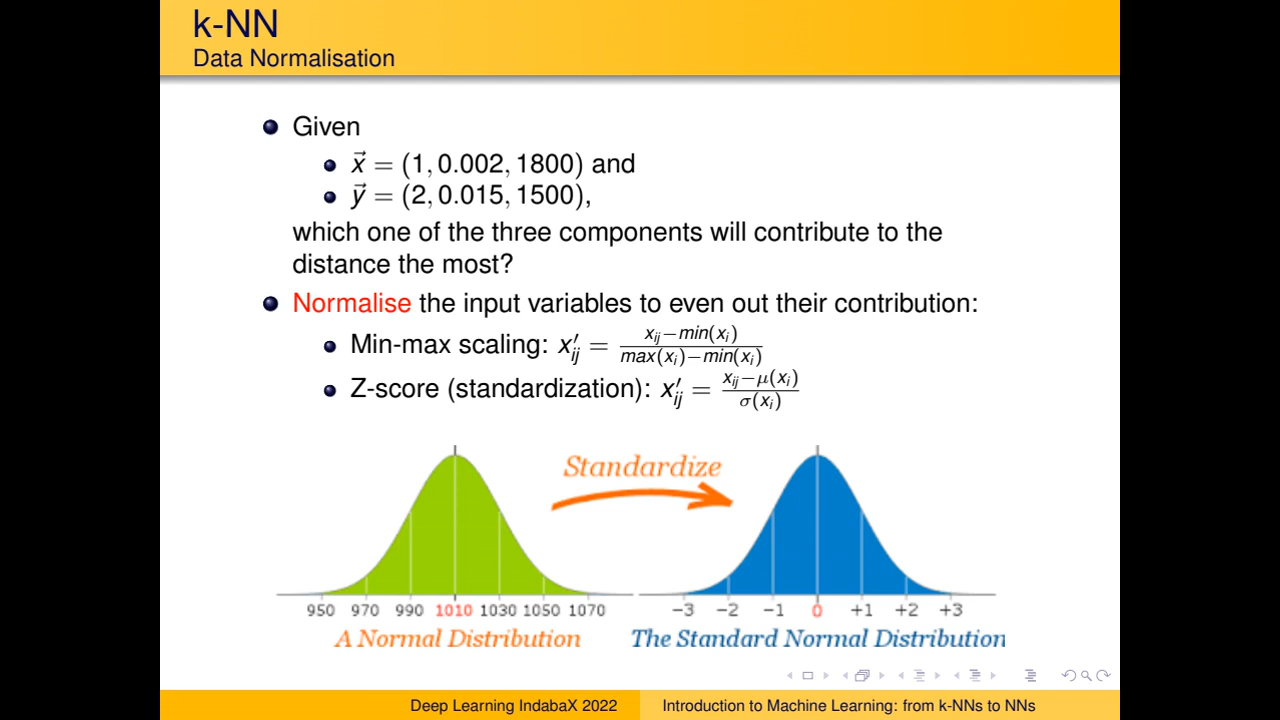 k-NN
Data Normalisation
Given
x⃗ = (1, 0.002, 1800) and
y⃗ = (2, 0.015, 1500),
which one of the three components will contribute to the
distance the most?
Normalise the input variables to even out their contribution:
Min-max scaling: x′ij = xij−min(xi) / max(xi)−min(xi)
Z-score (standardization): x′ij = xij−μ(xi) / σ(xi)
Standardize
950 970 990 1010 1030 1050 1070
−3 −2 −1 0 +1 +2 +3
A Normal Distribution
The Standard Normal Distribution
Deep Learning IndabaX 2022
Introduction to Machine Learning: from k-NNs to NNs